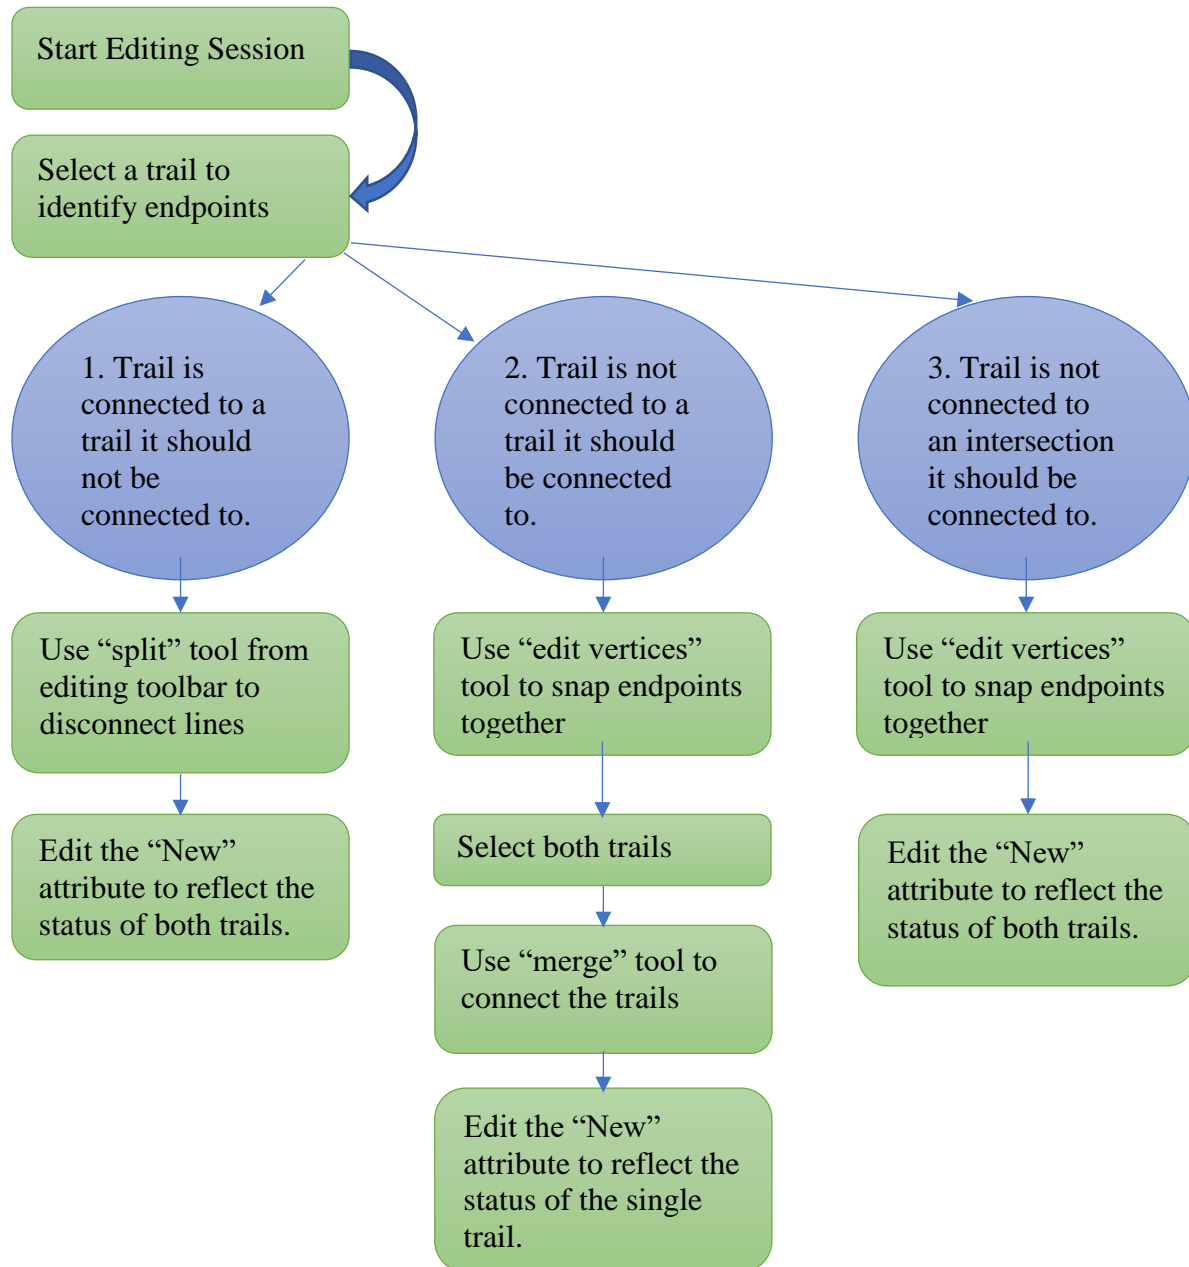 Start Editing Session
Select a trail to
identify endpoints
1. Trail is
connected to a
trail it should
not be
connected to.
2. Trail is not
connected to a
trail it should
be connected
to.
3. Trail is not
connected to
an intersection
it should be
connected to.
Use “split” tool from
editing toolbar to
disconnect lines
Use “edit vertices”
tool to snap endpoints
together
Use “edit vertices”
tool to snap endpoints
together
Edit the “New”
attribute to reflect the
status of both trails.
Select both trails
Edit the “New”
attribute to reflect the
status of both trails.
Use “merge” tool to
connect the trails
Edit the “New”
attribute to reflect the
status of the single
trail.